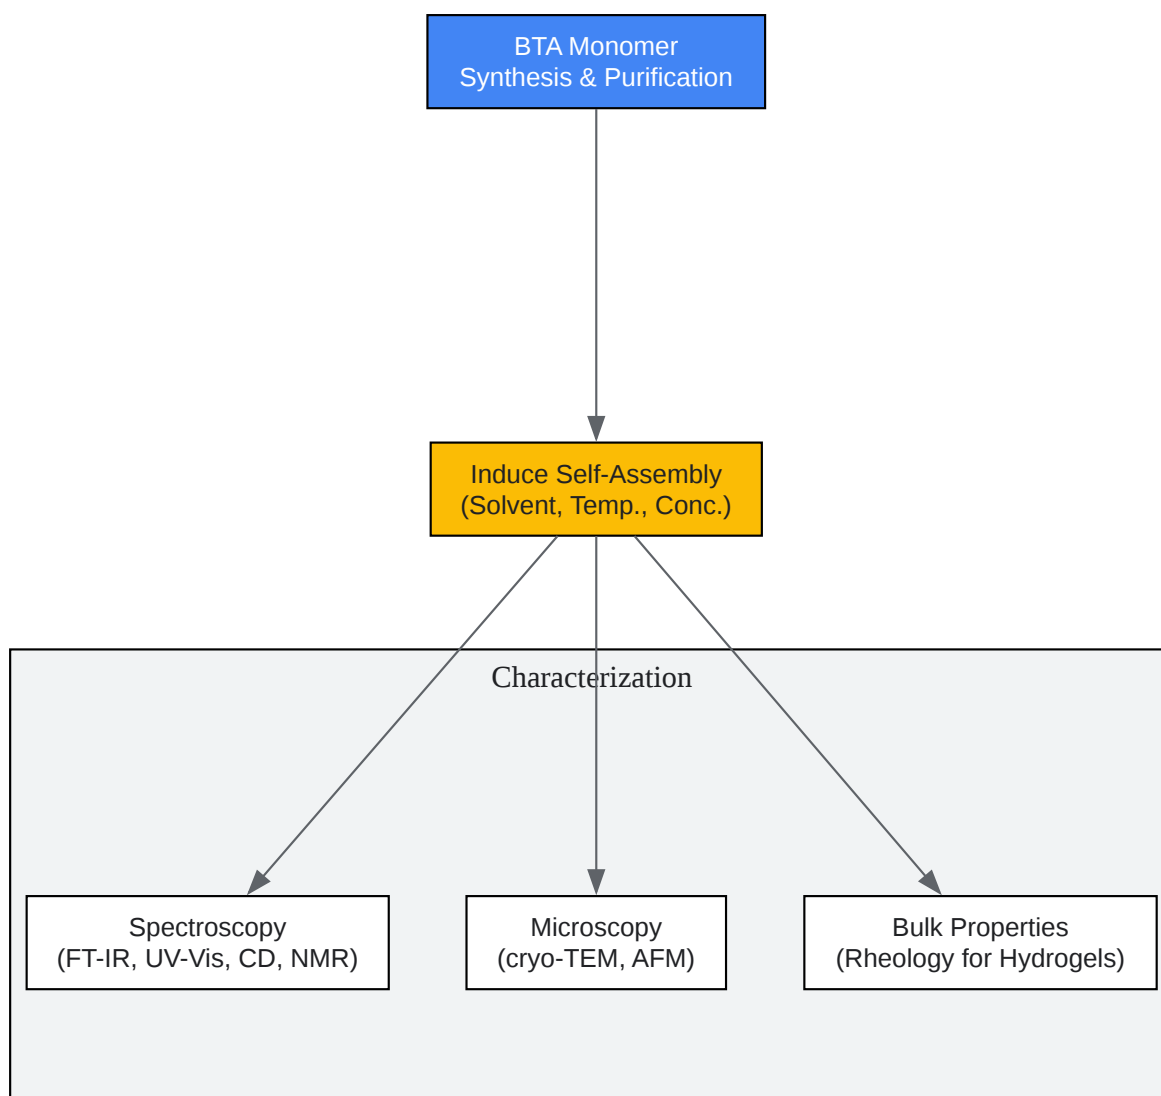 BTA Monomer
Synthesis & Purification
Induce Self-Assembly
(Solvent, Temp., Conc.)
Characterization
Spectroscopy
(FT-IR, UV-Vis, CD, NMR)
Microscopy
(cryo-TEM, AFM)
Bulk Properties
(Rheology for Hydrogels)